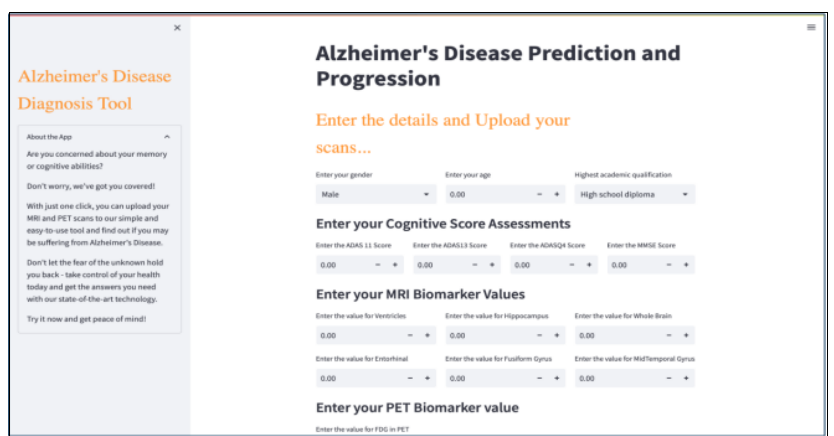 Alzheimer's Disease
Diagnosis Tool
About the App
Are you concerned about your memory
or cognitive abilities?
Don't worry, we've got you covered!
With just one click, you can upload your
MRI and PET scans to our simple and
easy-to-use tool and find out if you may
be suffering from Alzheimer's Disease.
Don't let the fear of the unknown hold
you back - take control of your health
today and get the answers you need
with our state-of-the-art technology.
Try it now and get peace of mind!
Alzheimer's Disease Prediction and
Progression
Enter the details and Upload your
scans...
Enter your gender Enter your age Highest academic qualification
Male 0.00 - + High school diploma
Enter your Cognitive Score Assessments
Enter the ADAS 11 Score Enter the ADAS13 Score Enter the ADASQ4 Score Enter the MMSE Score
0.00 - + 0.00 - + 0.00 - + 0.00 - +
Enter your MRI Biomarker Values
Enter the value for Ventricles Enter the value for Hippocampus Enter the value for Whole Brain
0.00 - + 0.00 - + 0.00 - +
Enter the value for Entorhinal Enter the value for Fusiform Gyrus Enter the value for MidTemporal Gyrus
0.00 - + 0.00 - + 0.00 - +
Enter your PET Biomarker value
Enter the value for FDG in PET